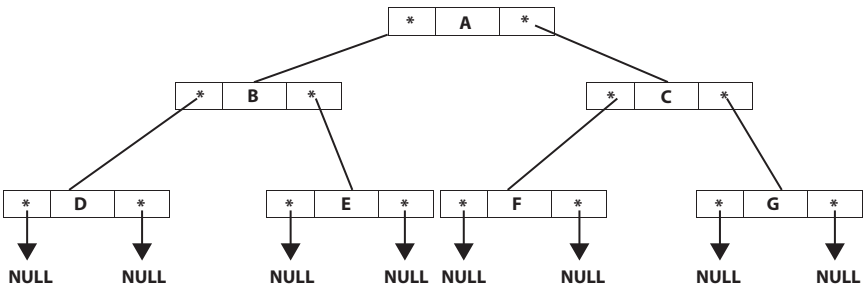 * A *
* B *
* C *
* D *
* E *
* F *
* G *
NULL NULL NULL NULL NULL NULL NULL NULL